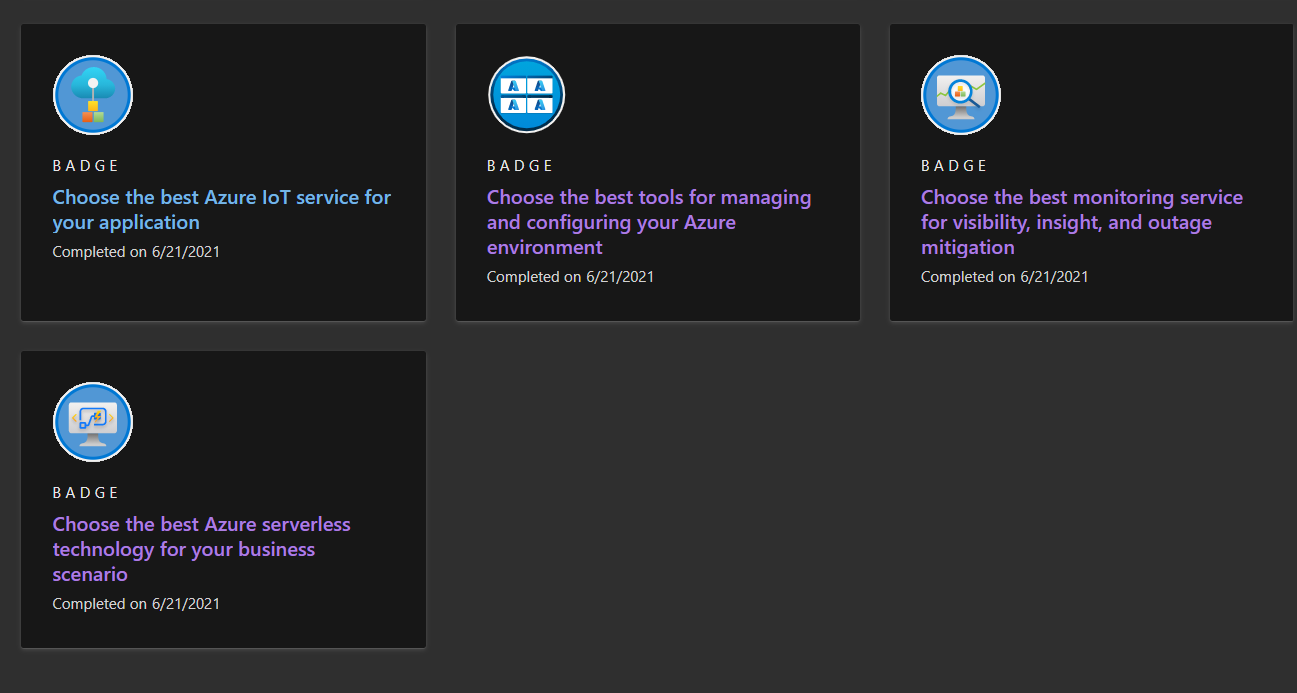 BADGE
Choose the best Azure IoT service for
your application
Completed on 6/21/2021
BADGE
Choose the best tools for managing
and configuring your Azure
environment
Completed on 6/21/2021
BADGE
Choose the best monitoring service
for visibility, insight, and outage
mitigation
Completed on 6/21/2021
BADGE
Choose the best Azure serverless
technology for your business
scenario
Completed on 6/21/2021